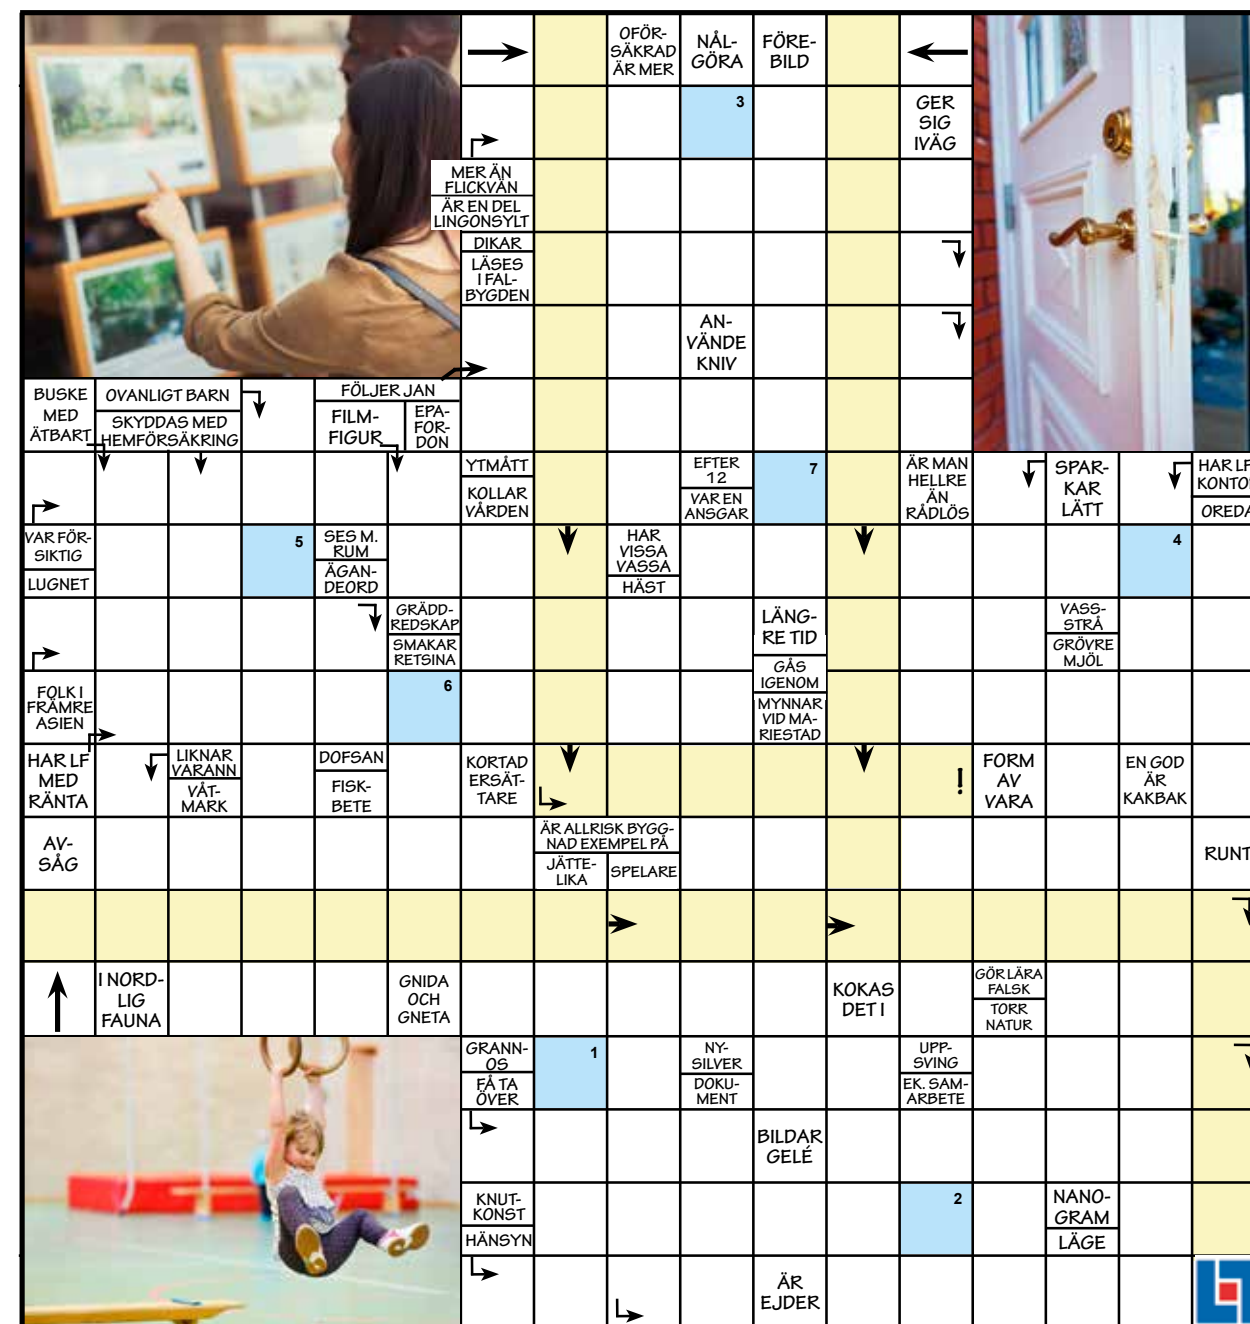 OFÖR-
SÄKRAD
ÄR MER
NÅL-
GÖRA
FÖRE-
BILD
3
GER
SIG
IVÄG
MER ÄN
FLICKVÄN
ÄR EN DEL
LINGONSYLT
DIKAR
LÄSES
I FAL-
BYGDEN
AN-
VÄNDE
KNIV
BUSKE
MED
ÄTBART
OVANLIGT BARN
SKYDDAS MED
HEMFÖRSÄKRING
FÖLJER JAN
FILM-
FIGUR
EPA-
FOR-
DON
YTMÅTT
KOLLAR
VÅRDEN
EFTER
12
VAR EN
ANSGAR
7
ÄR MAN
HELLRE
ÄN
RÅDLÖS
SPAR-
KAR
LÄTT
HAR LF
KONTO
OREDA
VAR FÖR-
SIKTIG
LUGNET
5
SES M.
RUM
ÄGAN-
DEORD
HAR
VISSA
VASSA
HÄST
4
GRÄDD-
REDSKAP
SMAKAR
RETSINA
LÄNG-
RE TID
GÅS
IGENOM
MYNNAR
VID MA-
RIESTAD
VASS-
STRÅ
GRÖVRE
MJÖL
FOLK I
FRÄMRE
ASIEN
6
HAR LF
MED
RÄNTA
LIKNAR
VARANN
VÅT-
MARK
DOFSAN
FISK-
BETE
KORTAD
ERSÄT-
TARE
!
FORM
AV
VARA
EN GOD
ÄR
KAKBAK
AV-
SÅG
ÄR ALLRISK BYGG-
NAD EXEMPEL PÅ
JÄTTE-
LIKA
SPELARE
RUNT
I NORD-
LIG
FAUNA
GNIDA
OCH
GNETA
KOKAS
DET I
GÖR LÄRA
FALSK
TORR
NATUR
GRANN-
OS
FÅ TA
ÖVER
1
NY-
SILVER
DOKU-
MENT
UPP-
SVING
EK. SAM-
ARBETE
BILDAR
GELÉ
KNUT-
KONST
HÄNSYN
2
NANO-
GRAM
LÄGE
ÄR
EJDER